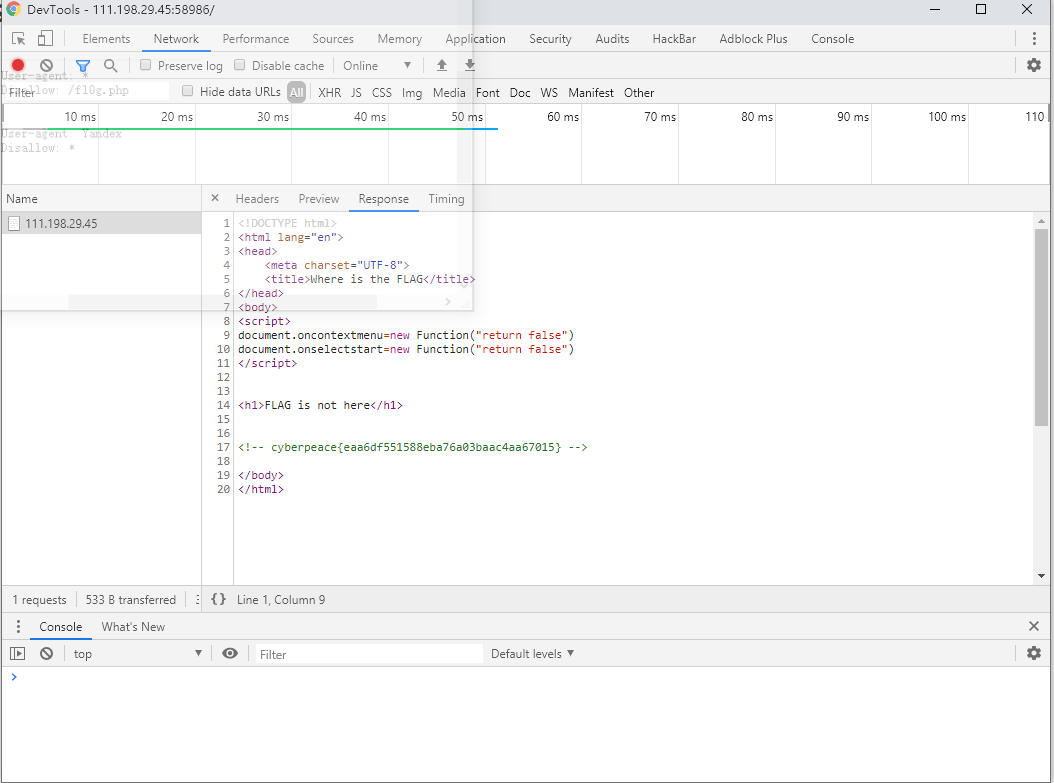 DevTools - 111.198.29.45:58986/
Elements Network Performance Sources Memory Application Security Audits HackBar Adblock Plus Console
Preserve log Disable cache Online
User-agent: *
Disallow: /fl0g.php
Filter Hide data URLs All XHR JS CSS Img Media Font Doc WS Manifest Other
10 ms 20 ms 30 ms 40 ms 50 ms 60 ms 70 ms 80 ms 90 ms 100 ms 110
User-agent: Yandex
Disallow: *
Name × Headers Preview Response Timing
111.198.29.45
1 <!DOCTYPE html>
2 <html lang="en">
3 <head>
4     <meta charset="UTF-8">
5     <title>Where is the FLAG</title>
6 </head>
7 <body>
8 <script>
9 document.oncontextmenu=new Function("return false")
10 document.onselectstart=new Function("return false")
11 </script>
12
13
14 <h1>FLAG is not here</h1>
15
16
17 <!-- cyberpeace{eaa6df551588eba76a03baac4aa67015} -->
18
19 </body>
20 </html>
1 requests 533 B transferred {} Line 1, Column 9
Console What's New
top Filter Default levels